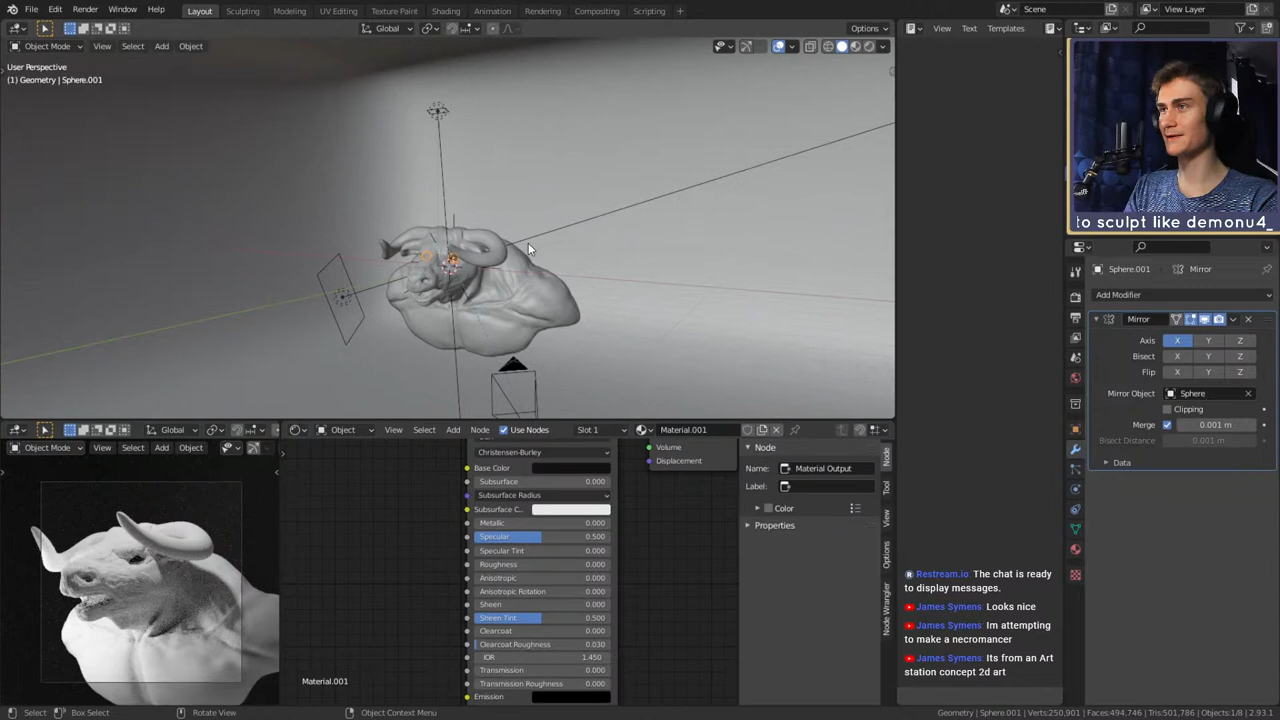 File Edit Render Window Help Layout Sculpting Modeling UV Editing Texture Paint Shading Animation Rendering Compositing Scripting + Scene View Layer
Global Options View Text Templates
Object Mode View Select Add Object
User Perspective
(1) Geometry | Sphere.001
to sculpt like demonu4_
Sphere.001 Mirror
Add Modifier
Mirror
Axis X Y Z
Bisect X Y Z
Flip X Y Z
Mirror Object Sphere
Clipping
Merge 0.001 m
Bisect Distance 0.001 m
Data
Global Object View Select Add Node Use Nodes Slot 1 Material.001
Object Mode View Select Add Object
Volume
Displacement
Christensen-Burley
Base Color
Subsurface 0.000
Subsurface Radius
Subsurface C...
Metallic 0.000
Specular 0.500
Specular Tint 0.000
Roughness 0.000
Anisotropic 0.000
Anisotropic Rotation 0.000
Sheen 0.000
Sheen Tint 0.500
Clearcoat 0.000
Clearcoat Roughness 0.030
IOR 1.450
Transmission 0.000
Transmission Roughness 0.000
Emission
Material.001
Node
Name: Material Output
Label:
Color
Properties
Node
Tool
View
Options
Node Wrangler
Restream.io The chat is ready
to display messages.
James Symens Looks nice
James Symens Im attempting
to make a necromancer
James Symens Its from an Art
station concept 2d art
Select Box Select Rotate View Object Context Menu Geometry | Sphere.001 | Verts:250,901 | Faces:494,746 | Tris:501,786 | Objects:1/8 | 2.93.1